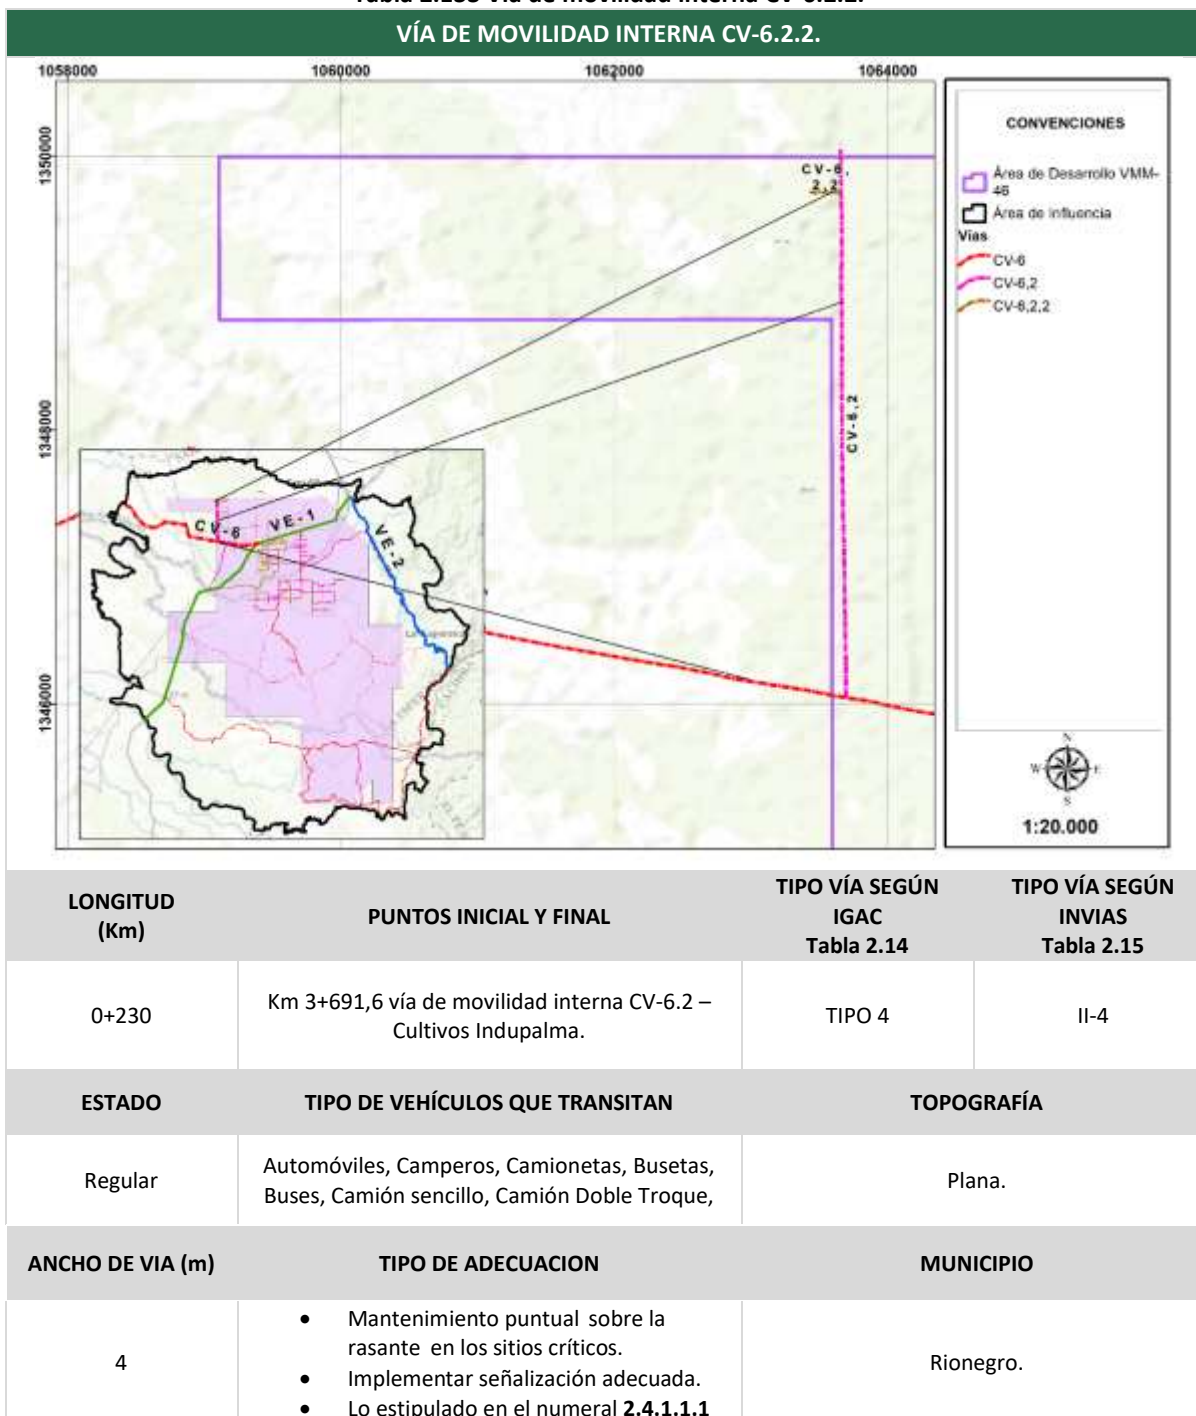 VÍA DE MOVILIDAD INTERNA CV-6.2.2.
1058000 1060000 1062000 1064000
1350000
1348000
1346000
CV-6,
2,2
CV-6,2
CV-6
VE-1
VE-2
CONVENCIONES
Área de Desarrollo VMM-
46
Área de Influencia
Vías
CV-6
CV-6,2
CV-6,2,2
N
W E
S
1:20.000
LONGITUD
(Km)
PUNTOS INICIAL Y FINAL
TIPO VÍA SEGÚN
IGAC
Tabla 2.14
TIPO VÍA SEGÚN
INVIAS
Tabla 2.15
0+230
Km 3+691,6 vía de movilidad interna CV-6.2 –
Cultivos Indupalma.
TIPO 4
II-4
ESTADO
TIPO DE VEHÍCULOS QUE TRANSITAN
TOPOGRAFÍA
Regular
Automóviles, Camperos, Camionetas, Busetas,
Buses, Camión sencillo, Camión Doble Troque,
Plana.
ANCHO DE VIA (m)
TIPO DE ADECUACION
MUNICIPIO
4
• Mantenimiento puntual sobre la
rasante en los sitios críticos.
• Implementar señalización adecuada.
• Lo estipulado en el numeral 2.4.1.1.1
Rionegro.